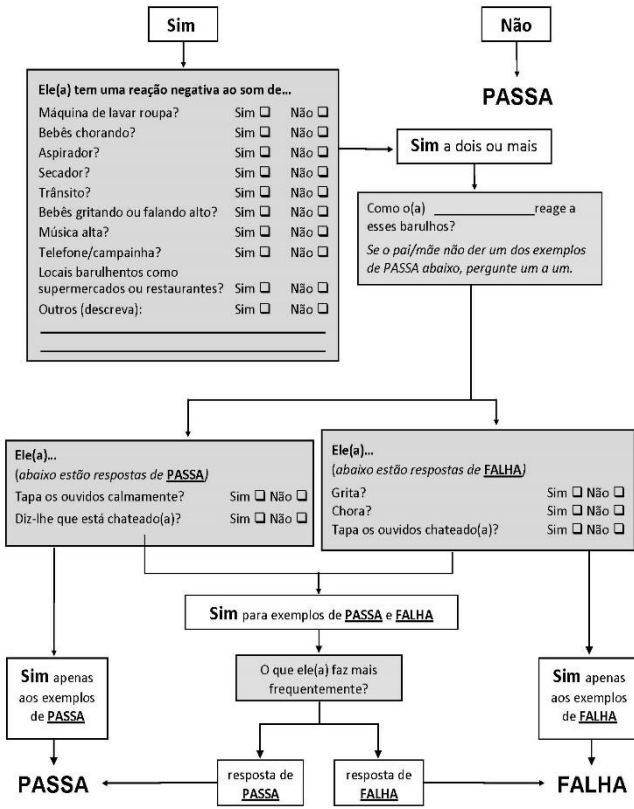 Sim
Não
PASSA
Ele(a) tem uma reação negativa ao som de...
Máquina de lavar roupa? Sim ❑ Não ❑
Bebês chorando? Sim ❑ Não ❑
Aspirador? Sim ❑ Não ❑
Secador? Sim ❑ Não ❑
Trânsito? Sim ❑ Não ❑
Bebês gritando ou falando alto? Sim ❑ Não ❑
Música alta? Sim ❑ Não ❑
Telefone/campainha? Sim ❑ Não ❑
Locais barulhentos como
supermercados ou restaurantes? Sim ❑ Não ❑
Outros (descreva): Sim ❑ Não ❑
Sim a dois ou mais
Como o(a) _______________reage a
esses barulhos?
Se o pai/mãe não der um dos exemplos
de PASSA abaixo, pergunte um a um.
Ele(a)...
(abaixo estão respostas de PASSA)
Tapa os ouvidos calmamente? Sim ❑ Não ❑
Diz-lhe que está chateado(a)? Sim ❑ Não ❑
Ele(a)...
(abaixo estão respostas de FALHA)
Grita? Sim ❑ Não ❑
Chora? Sim ❑ Não ❑
Tapa os ouvidos chateado(a)? Sim ❑ Não ❑
Sim para exemplos de PASSA e FALHA
O que ele(a) faz mais
frequentemente?
Sim apenas
aos exemplos
de PASSA
Sim apenas
aos exemplos
de FALHA
PASSA
resposta de
PASSA
resposta de
FALHA
FALHA